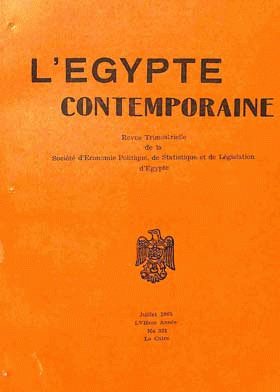 L'EGYPTE
CONTEMPORAINE
Revue Trimestrielle
de la
Société d'Economie Politique, de Statistique et de Législation
d'Egypte
Juillet 1965
LVIème Année
No 321
Le Caire